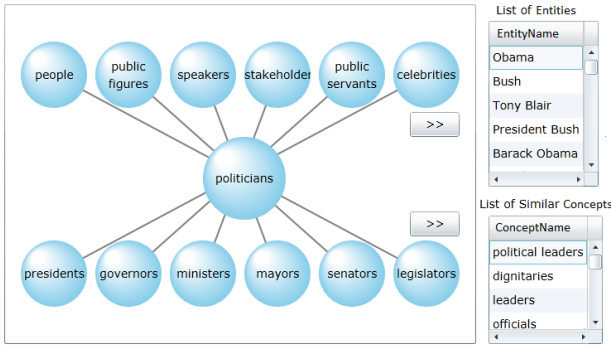 people
public
figures
speakers
stakeholder
public
servants
celebrities
>>
politicians
>>
presidents
governors
ministers
mayors
senators
legislators
List of Entities
EntityName
Obama
Bush
Tony Blair
President Bush
Barack Obama
List of Similar Concepts
ConceptName
political leaders
dignitaries
leaders
officials